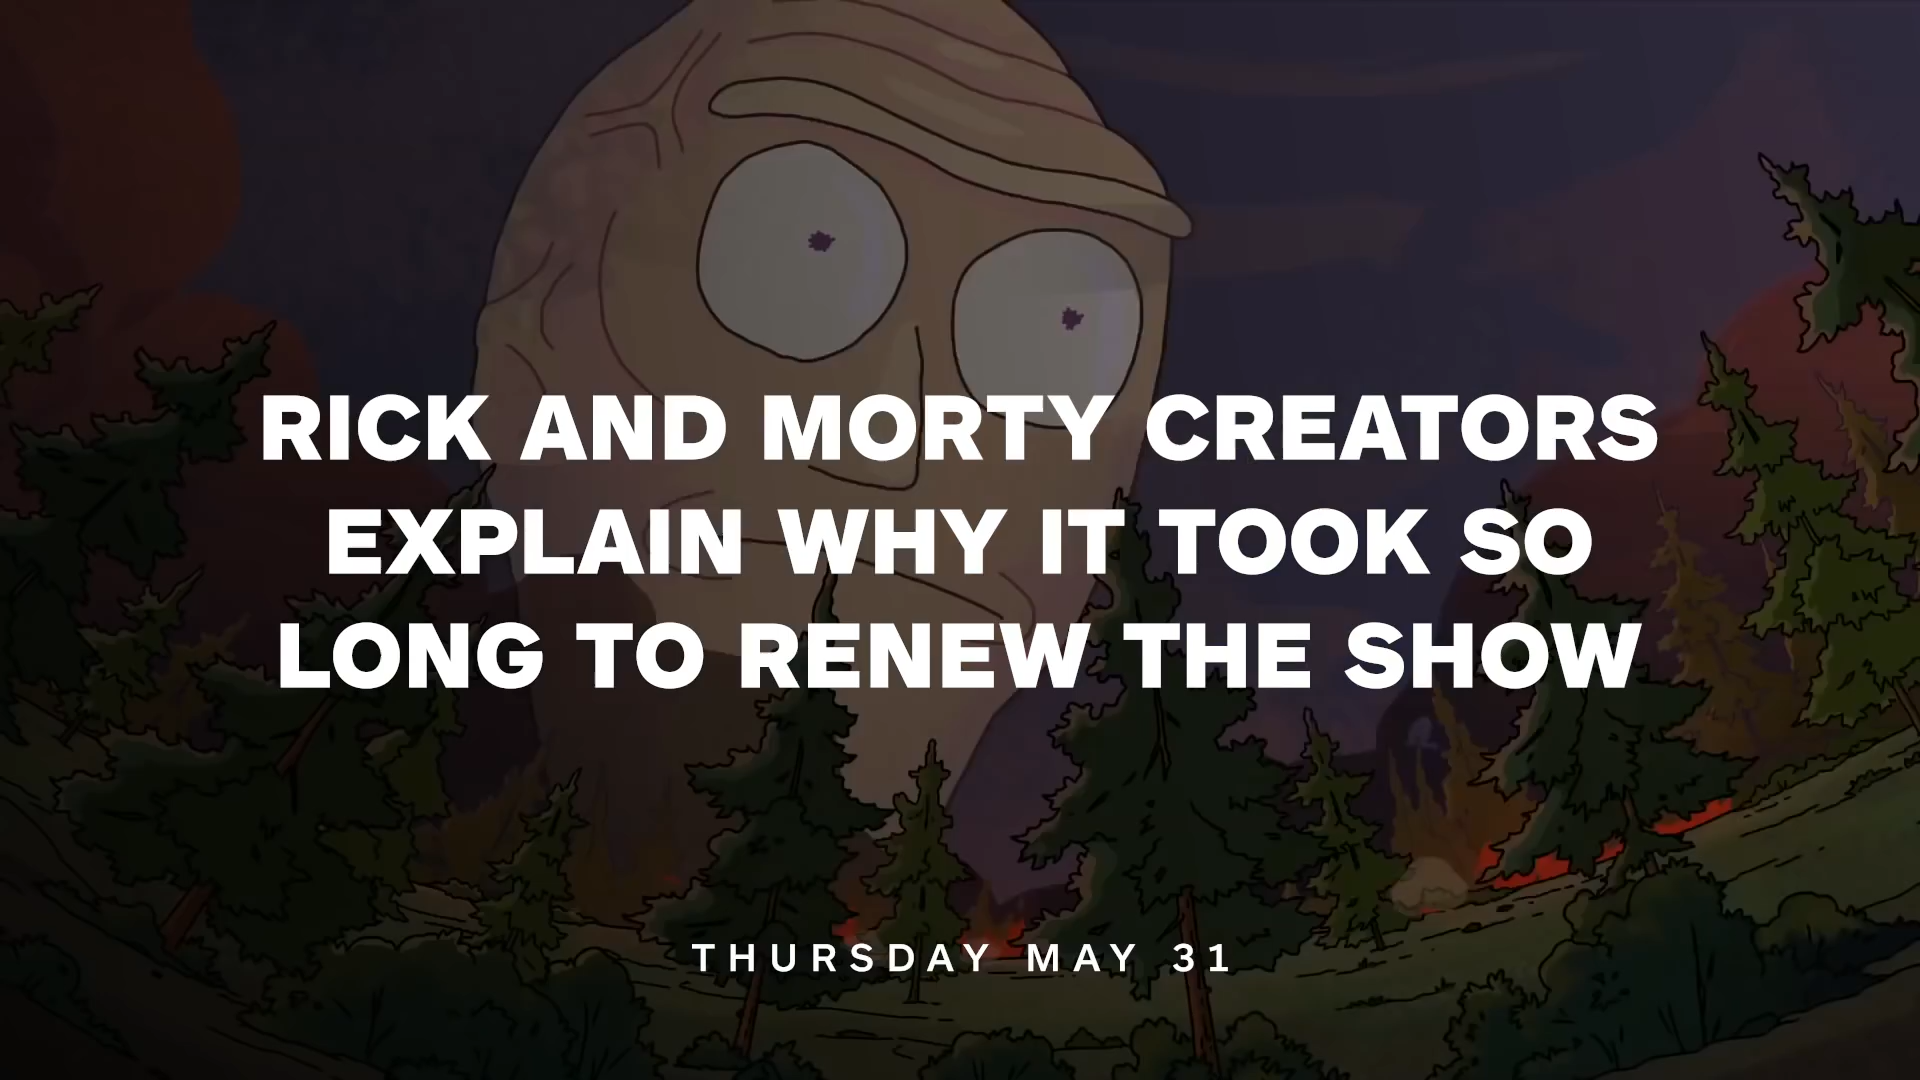 RICK AND MORTY CREATORS
EXPLAIN WHY IT TOOK SO
LONG TO RENEW THE SHOW
THURSDAY MAY 31